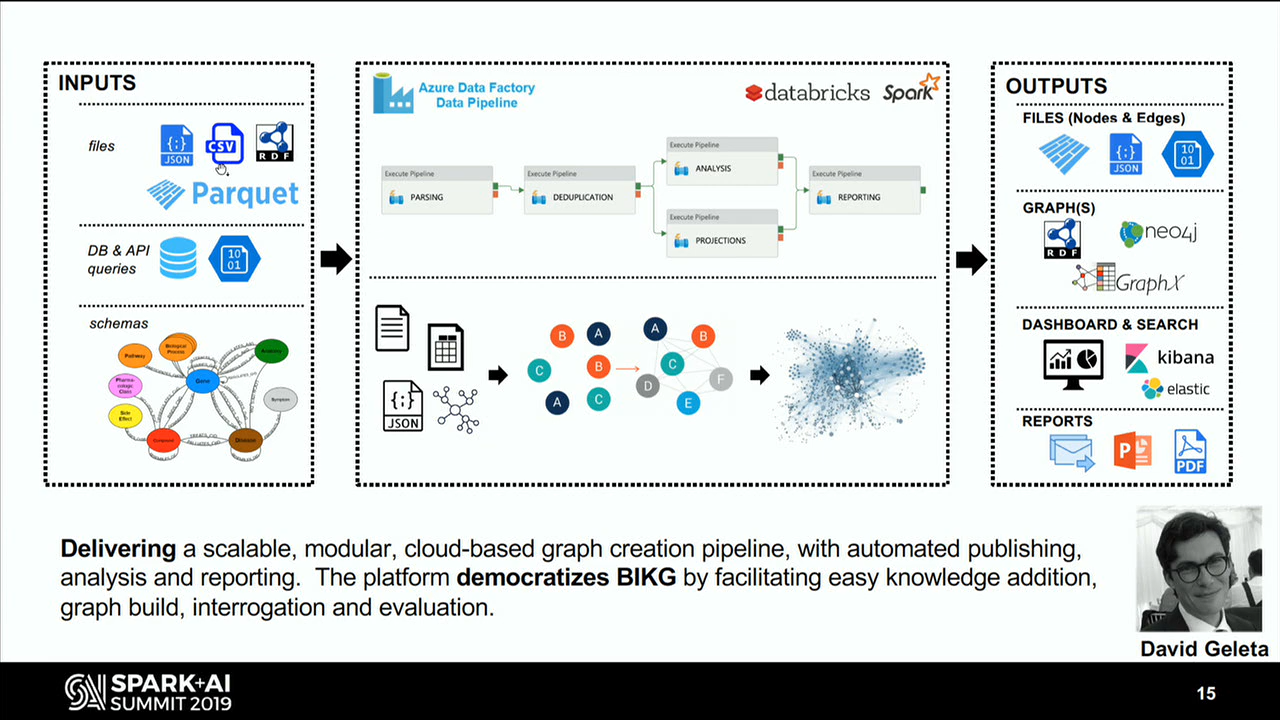 INPUTS
files
{:}
JSON
CSV
RDF
Parquet
DB & API
queries
10
01
schemas
Pathway
Biological
Process
Anatomy
Gene
Pharma-
cologic
Class
Side
Effect
Symptom
Compound
Disease
Azure Data Factory
Data Pipeline
databricks
Spark
Execute Pipeline
PARSING
Execute Pipeline
DEDUPLICATION
Execute Pipeline
ANALYSIS
Execute Pipeline
PROJECTIONS
Execute Pipeline
REPORTING
{:}
JSON
B
A
C
B
A
C
A
B
C
D
F
E
OUTPUTS
FILES (Nodes & Edges)
{:}
JSON
10
01
GRAPH(S)
RDF
neo4j
GraphX
DASHBOARD & SEARCH
kibana
elastic
REPORTS
P
PDF
Delivering a scalable, modular, cloud-based graph creation pipeline, with automated publishing,
analysis and reporting. The platform democratizes BIKG by facilitating easy knowledge addition,
graph build, interrogation and evaluation.
David Geleta
SPARK+AI
SUMMIT 2019
15